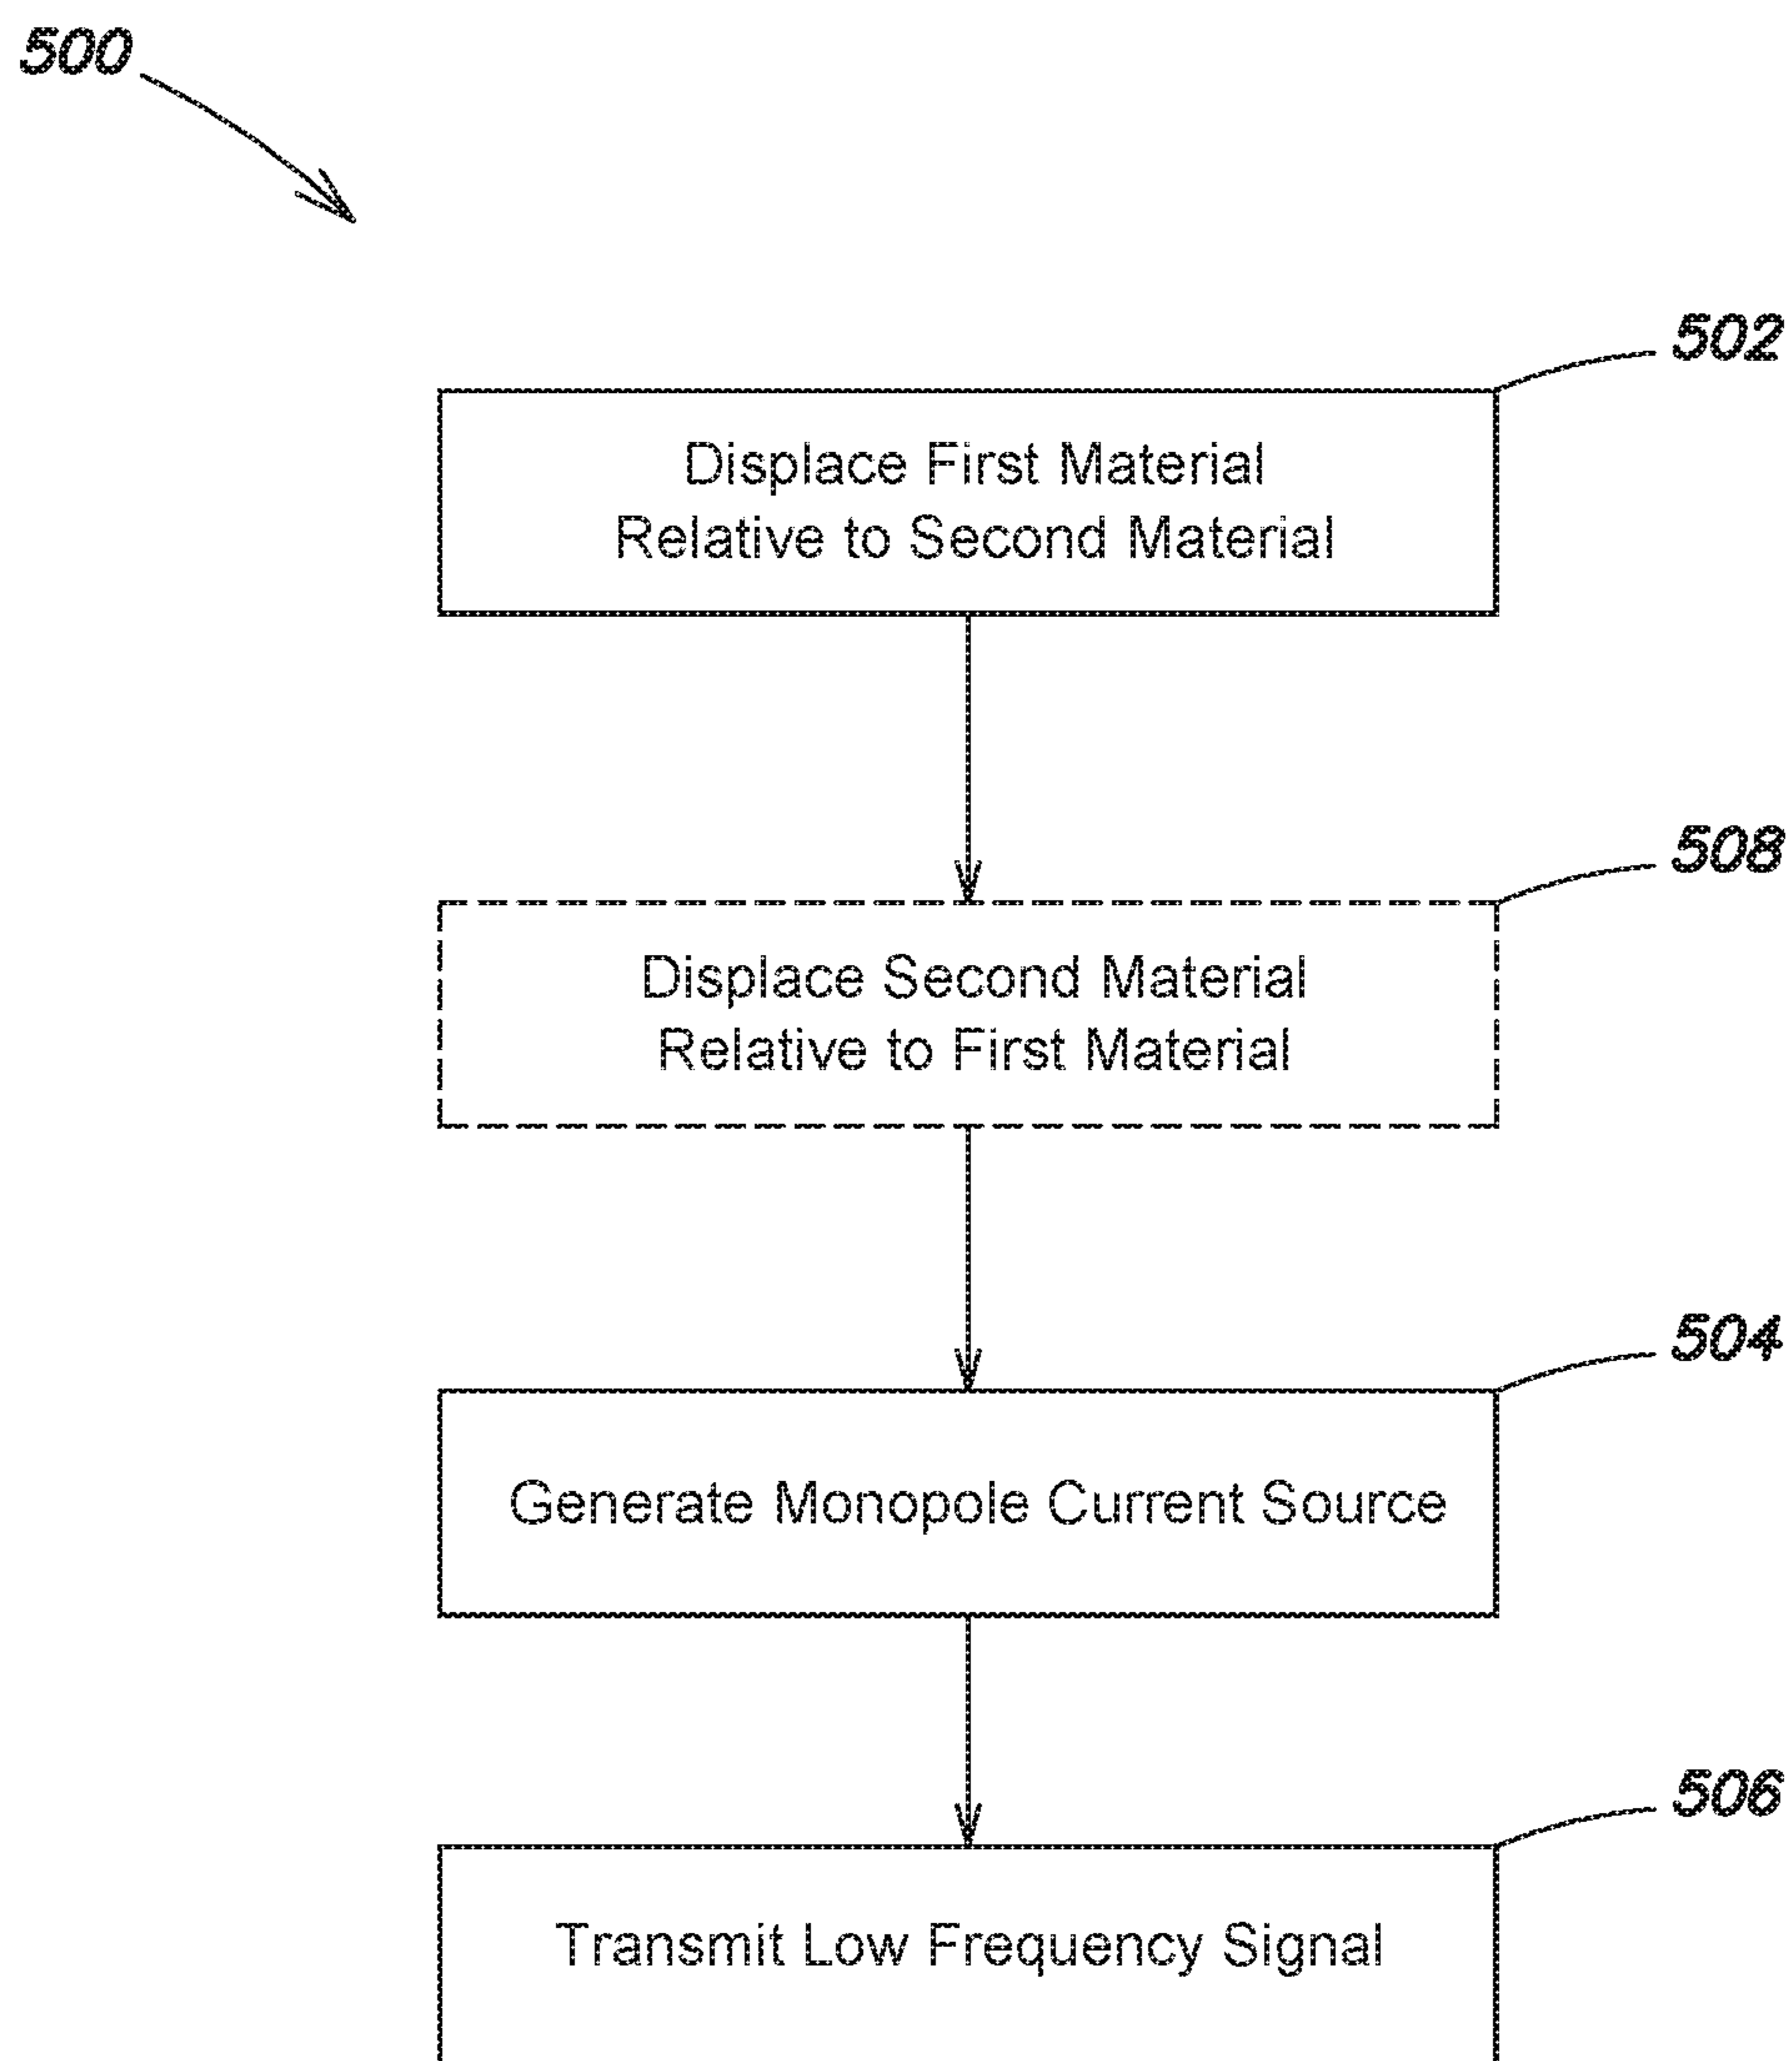 500
502
Displace First Material
Relative to Second Material
508
Displace Second Material
Relative to First Material
504
Generate Monopole Current Source
506
Transmit Low Frequency Signal